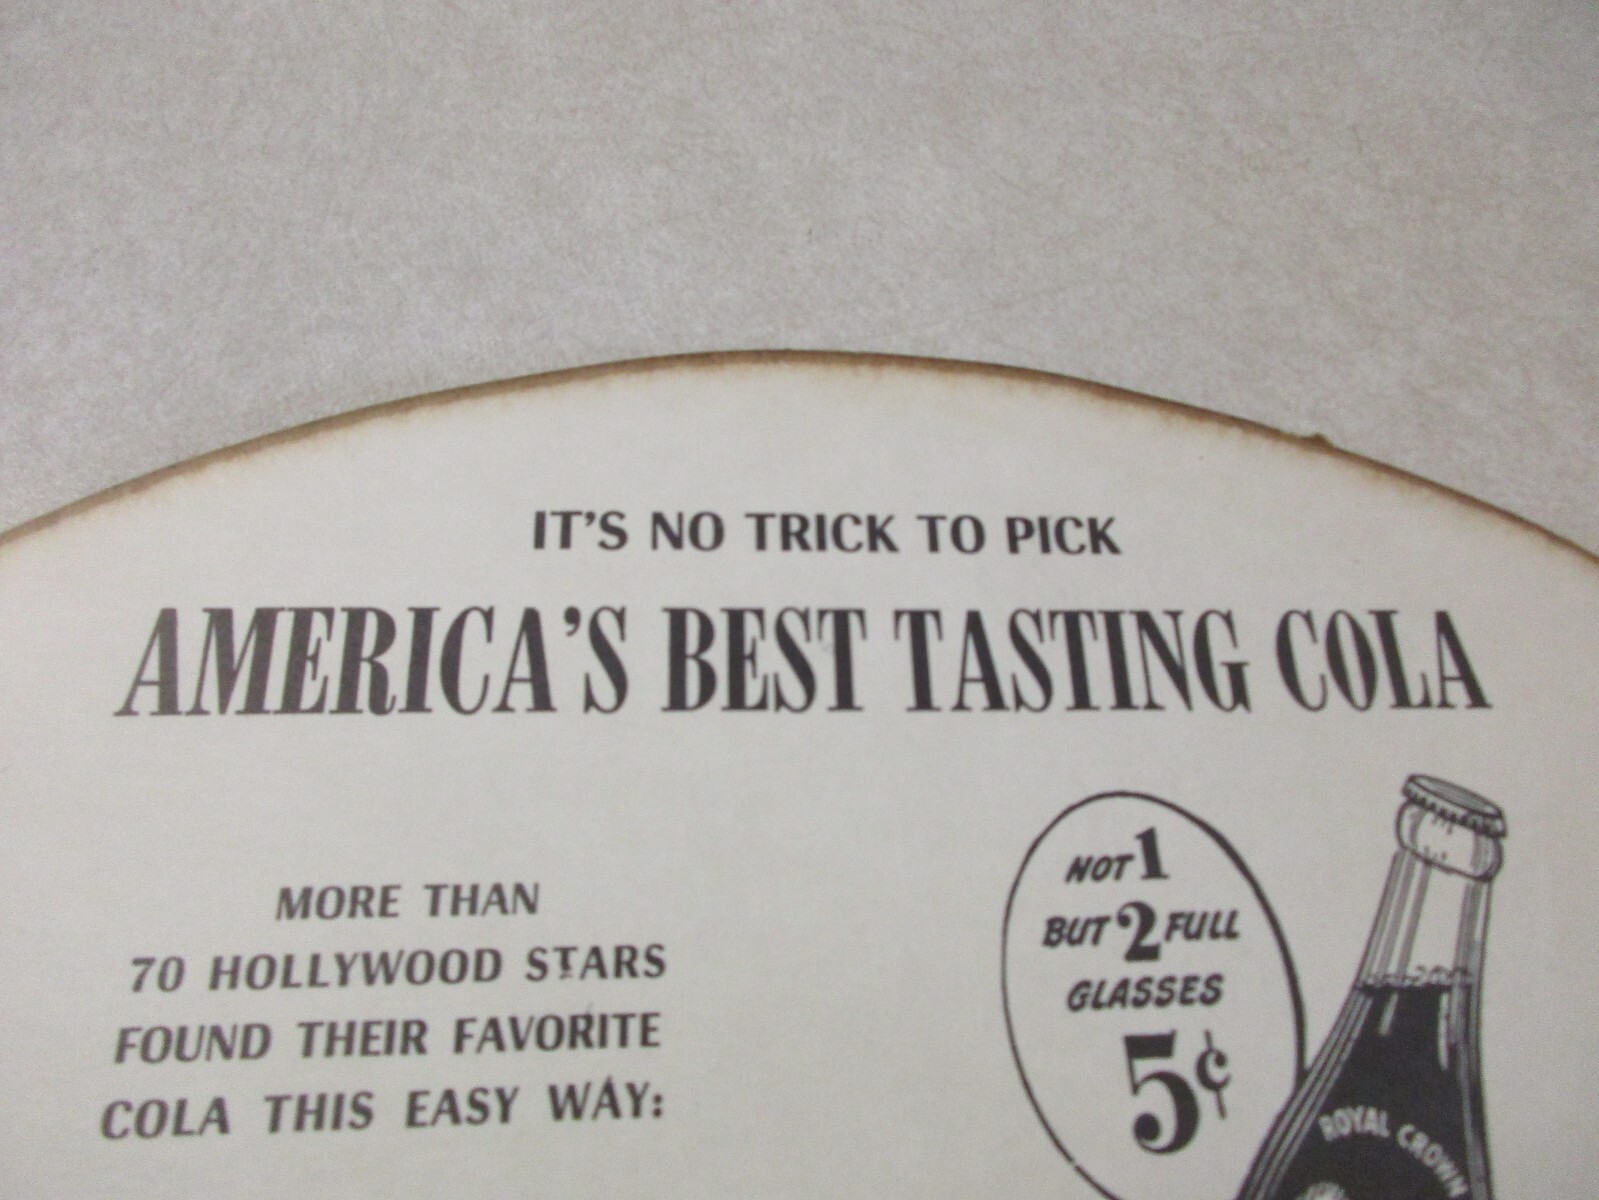 IT'S NO TRICK TO PICK
AMERICA'S BEST TASTING COLA
MORE THAN
70 HOLLYWOOD STARS
FOUND THEIR FAVORITE
COLA THIS EASY WAY:
NOT 1
BUT 2 FULL
GLASSES
5¢
ROYAL CROWN